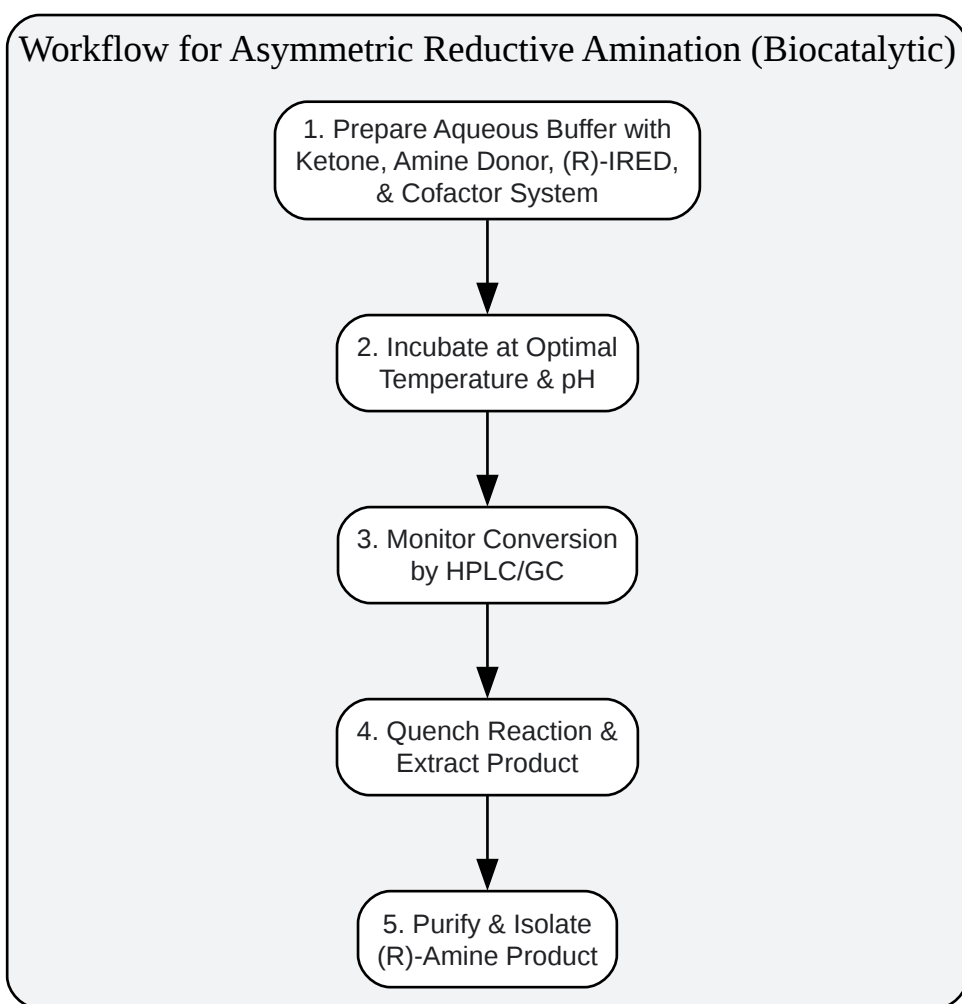 Workflow for Asymmetric Reductive Amination (Biocatalytic)
1. Prepare Aqueous Buffer with
Ketone, Amine Donor, (R)-IRED,
& Cofactor System
2. Incubate at Optimal
Temperature & pH
3. Monitor Conversion
by HPLC/GC
4. Quench Reaction &
Extract Product
5. Purify & Isolate
(R)-Amine Product